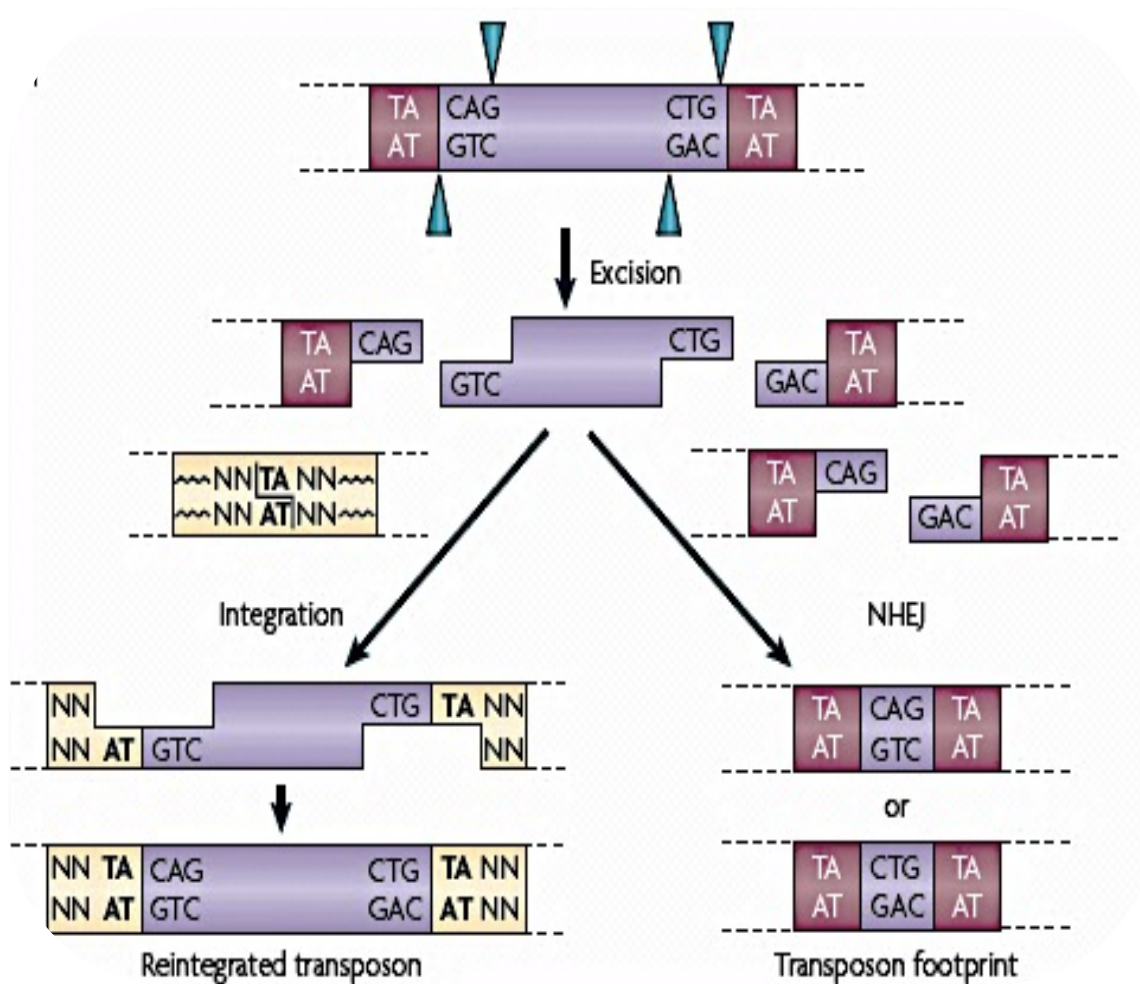 TA CAG CTG TA
AT GTC GAC AT
Excision
TA CAG CTG TA
AT GTC GAC AT
NN TA NN
NN AT NN
TA CAG TA
AT GAC AT
Integration
NHEJ
NN CTG TA NN
NN AT GTC NN
TA CAG TA
AT GTC AT
or
NN TA CAG CTG TA NN
NN AT GTC GAC AT NN
TA CTG TA
AT GAC AT
Reintegrated transposon
Transposon footprint